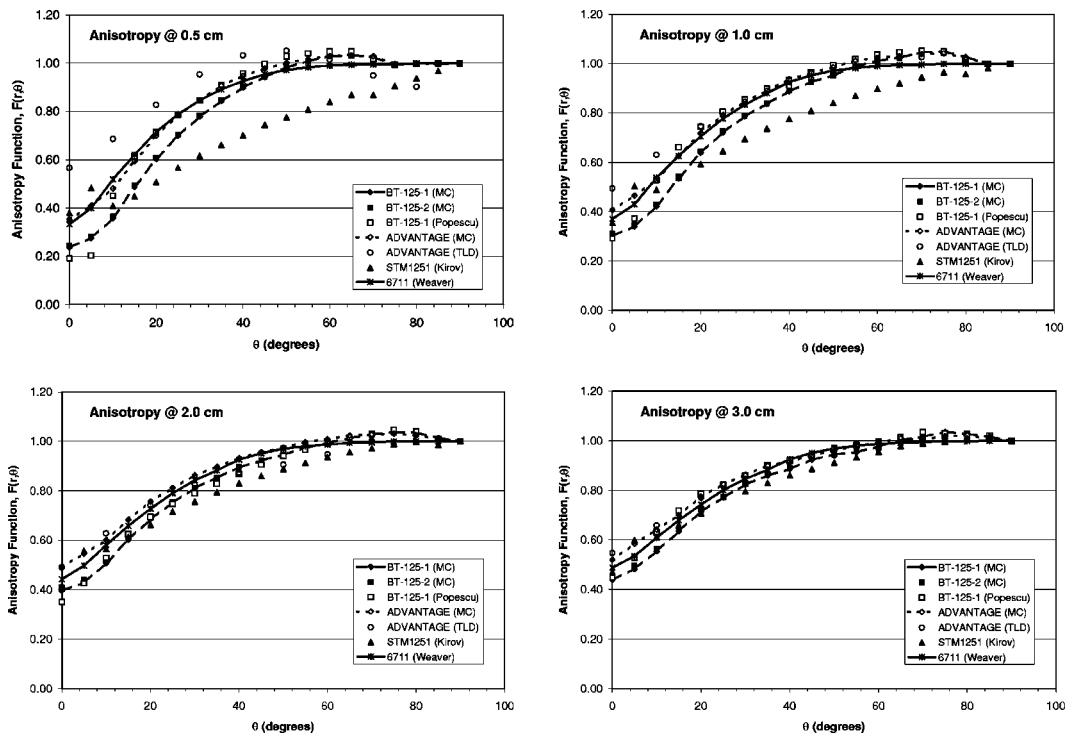 Anisotropy @ 0.5 cm
Anisotropy Function, F(r,θ)
1.20
1.00
0.80
0.60
0.40
0.20
0.00
0 20 40 60 80 100
θ (degrees)
BT-125-1 (MC)
BT-125-2 (MC)
BT-125-1 (Popescu)
ADVANTAGE (MC)
ADVANTAGE (TLD)
STM1251 (Kirov)
6711 (Weaver)
Anisotropy @ 1.0 cm
Anisotropy Function, F(r,θ)
1.20
1.00
0.80
0.60
0.40
0.20
0.00
0 20 40 60 80 100
θ (degrees)
BT-125-1 (MC)
BT-125-2 (MC)
BT-125-1 (Popescu)
ADVANTAGE (MC)
ADVANTAGE (TLD)
STM1251 (Kirov)
6711 (Weaver)
Anisotropy @ 2.0 cm
Anisotropy Function, F(r,θ)
1.20
1.00
0.80
0.60
0.40
0.20
0.00
0 20 40 60 80 100
θ (degrees)
BT-125-1 (MC)
BT-125-2 (MC)
BT-125-1 (Popescu)
ADVANTAGE (MC)
ADVANTAGE (TLD)
STM1251 (Kirov)
6711 (Weaver)
Anisotropy @ 3.0 cm
Anisotropy Function, F(r,θ)
1.20
1.00
0.80
0.60
0.40
0.20
0.00
0 20 40 60 80 100
θ (degrees)
BT-125-1 (MC)
BT-125-2 (MC)
BT-125-1 (Popescu)
ADVANTAGE (MC)
ADVANTAGE (TLD)
STM1251 (Kirov)
6711 (Weaver)